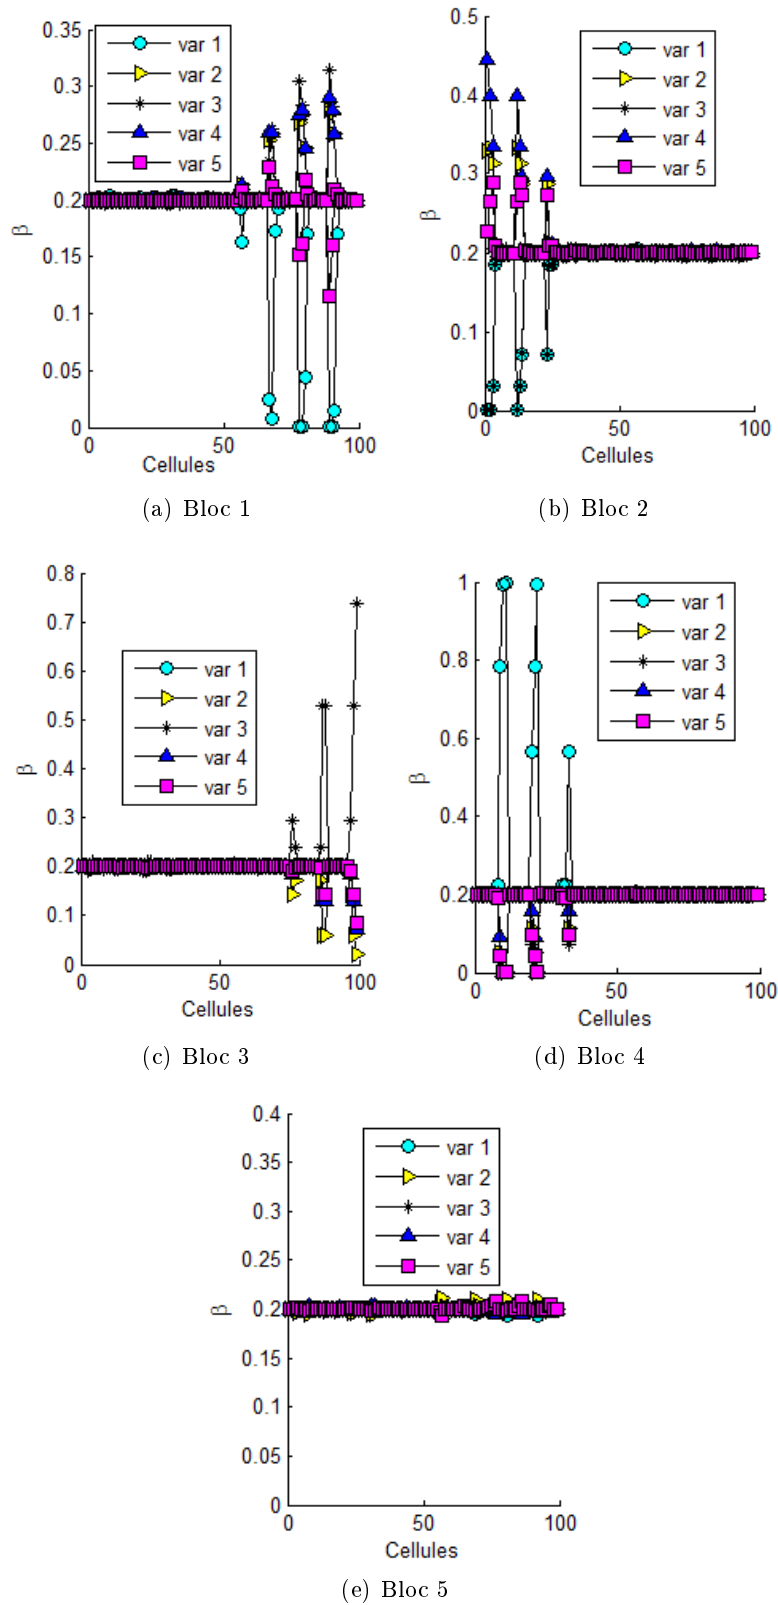 0.35
0.3
0.25
0.2
0.15
0.1
0.05
0
β
var 1
var 2
var 3
var 4
var 5
0 50 100
Cellules
(a) Bloc 1
0.5
0.4
0.3
0.2
0.1
0
β
var 1
var 2
var 3
var 4
var 5
0 50 100
Cellules
(b) Bloc 2
0.8
0.7
0.6
0.5
0.4
0.3
0.2
0.1
0
β
var 1
var 2
var 3
var 4
var 5
0 50 100
Cellules
(c) Bloc 3
1
0.8
0.6
0.4
0.2
0
β
var 1
var 2
var 3
var 4
var 5
0 50 100
Cellules
(d) Bloc 4
0.4
0.35
0.3
0.25
0.2
0.15
0.1
0.05
0
β
var 1
var 2
var 3
var 4
var 5
0 50 100
Cellules
(e) Bloc 5